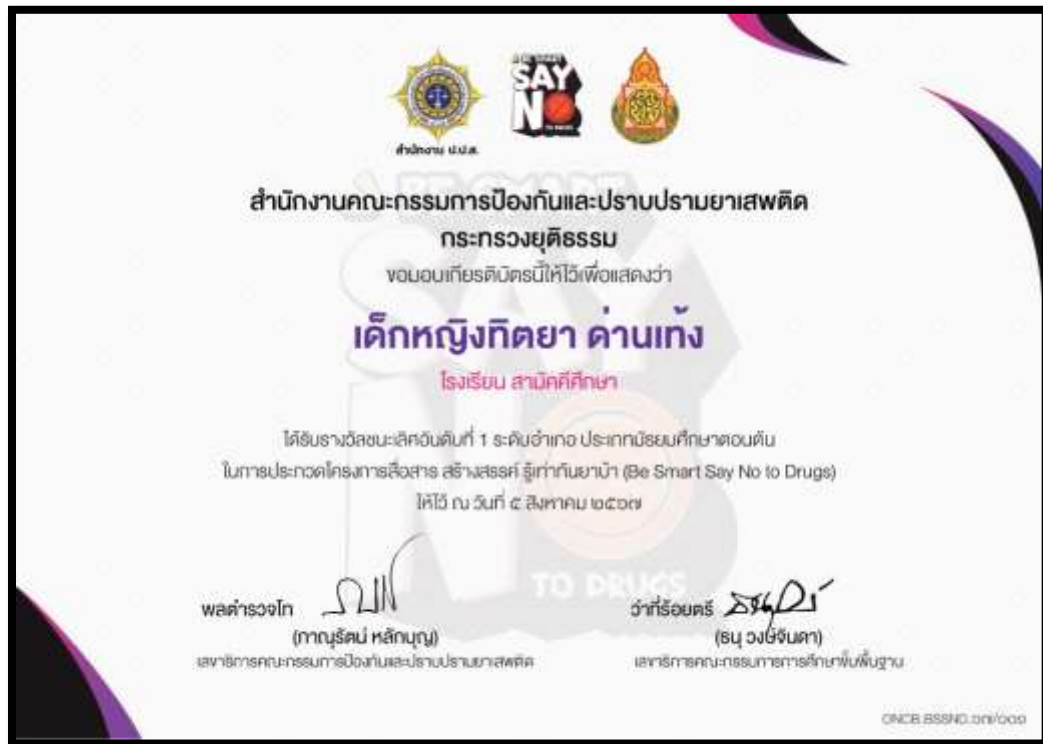 BE SMART
SAY
NO
TO DRUGS
สำนักงาน ป.ป.ส.
สำนักงานคณะกรรมการป้องกันและปราบปรามยาเสพติด
กระทรวงยุติธรรม
ขอมอบเกียรติบัตรนี้ให้ไว้เพื่อแสดงว่า
เด็กหญิงทิตยา ด่านเท้ง
โรงเรียน สามัคคีศึกษา
ได้รับรางวัลชนะเลิศอันดับที่ 1 ระดับอำเภอ ประเภทมัธยมศึกษาตอนต้น
ในการประกวดโครงการสื่อสาร สร้างสรรค์ รู้เท่าทันยาบ้า (Be Smart Say No to Drugs)
ให้ไว้ ณ วันที่ ๕ สิงหาคม ๒๕๖๗
พลตำรวจโท
ว่าที่ร้อยตรี
(ภาณุรัตน์ หลักบุญ)
(ธนุ วงษ์จินดา)
เลขาธิการคณะกรรมการป้องกันและปราบปรามยาเสพติด
เลขาธิการคณะกรรมการการศึกษาขั้นพื้นฐาน